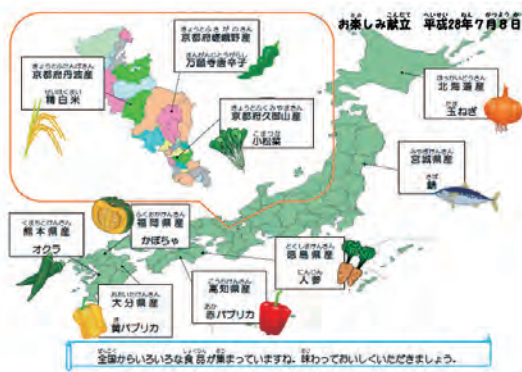 お楽しみ献立 平成28年7月8日
京都府嵯峨野産
万願寺唐辛子
京都府丹波産
精白米
京都府久御山産
小松菜
北海道産
玉ねぎ
宮城県産
鯖
福岡県産
かぼちゃ
熊本県産
オクラ
徳島県産
人参
高知県産
赤パプリカ
大分県産
黄パプリカ
全国からいろいろな食品が集まっていますね。味わっておいしくいただきましょう。